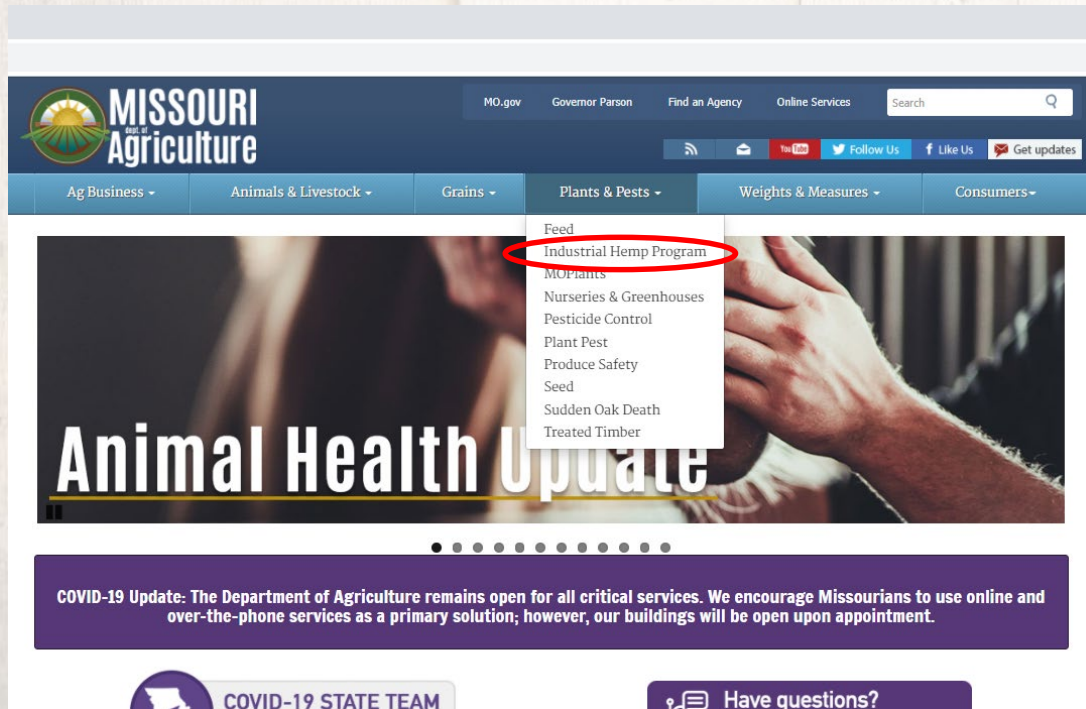 MISSOURI
dept. of
Agriculture
MO.gov Governor Parson Find an Agency Online Services Search
You Tube Follow Us f Like Us Get updates
Ag Business Animals & Livestock Grains Plants & Pests Weights & Measures Consumers
Feed
Industrial Hemp Program
MOPlants
Nurseries & Greenhouses
Pesticide Control
Plant Pest
Produce Safety
Seed
Sudden Oak Death
Treated Timber
Animal Health Update
COVID-19 Update: The Department of Agriculture remains open for all critical services. We encourage Missourians to use online and
over-the-phone services as a primary solution; however, our buildings will be open upon appointment.
COVID-19 STATE TEAM
Have questions?